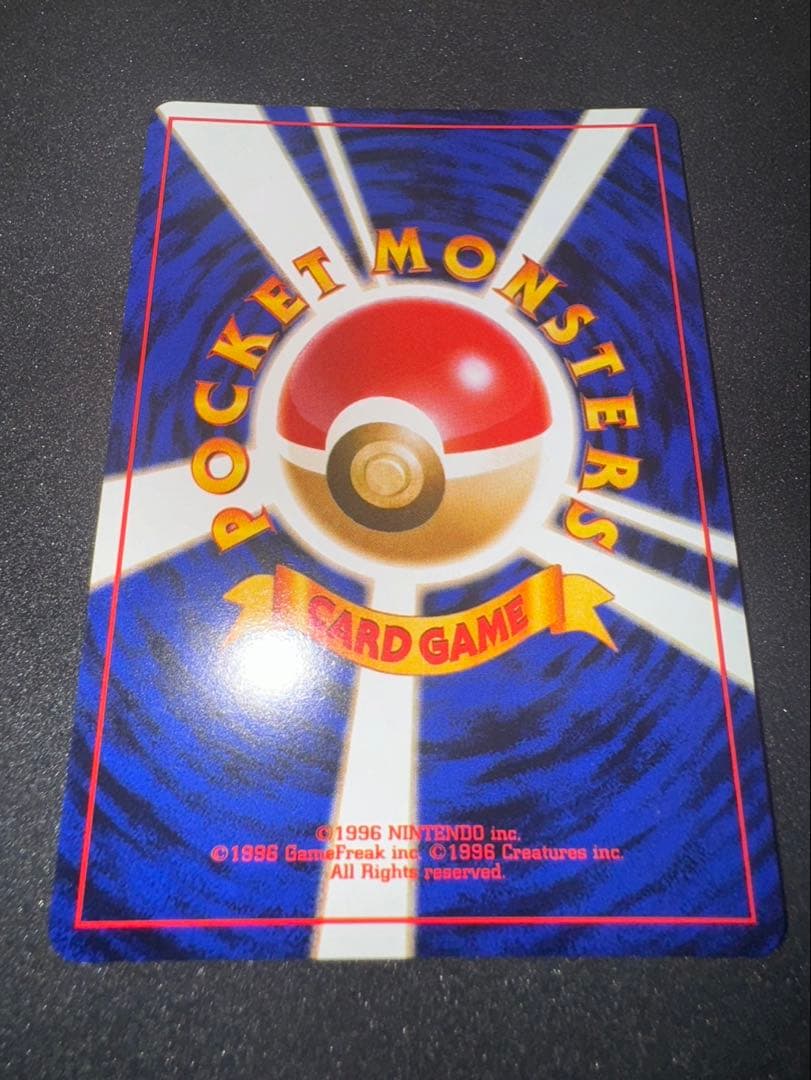 POCKET MONSTERS
CARD GAME
©1996 NINTENDO inc.
©1996 GameFreak inc. ©1996 Creatures inc.
All Rights reserved.